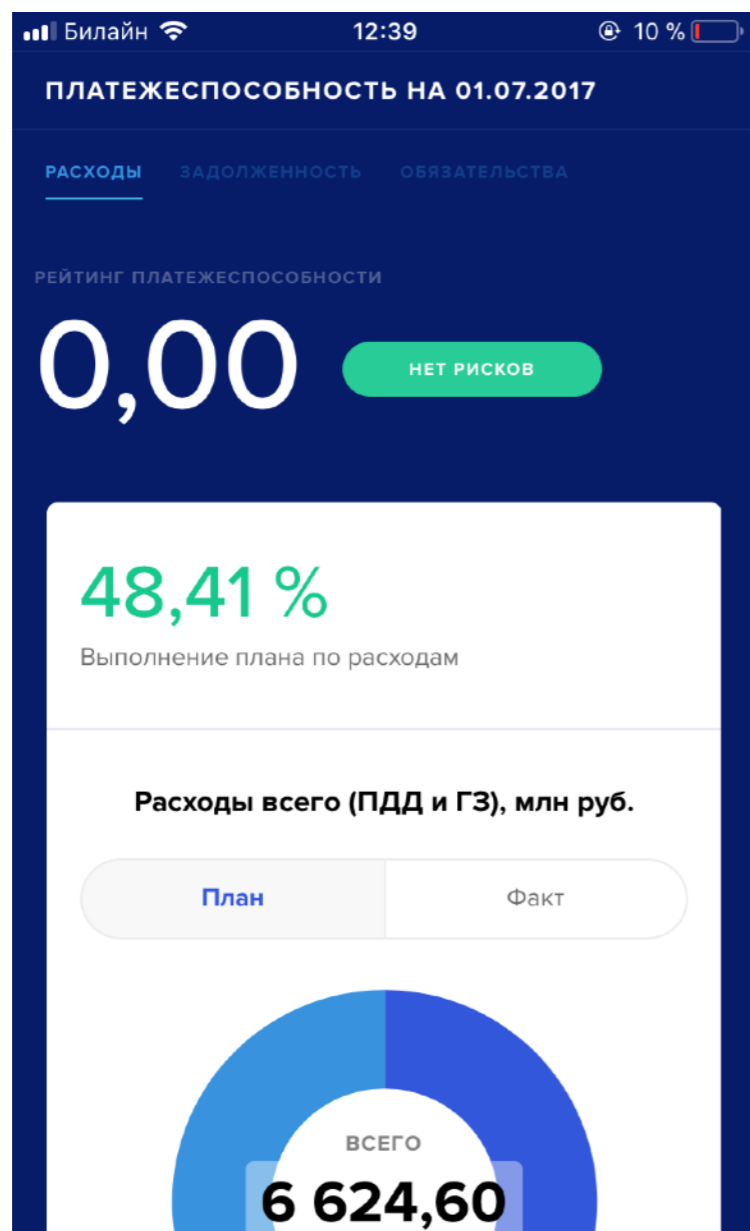 Билайн 12:39 10 %
ПЛАТЕЖЕСПОСОБНОСТЬ НА 01.07.2017
РАСХОДЫ ЗАДОЛЖЕННОСТЬ ОБЯЗАТЕЛЬСТВА
РЕЙТИНГ ПЛАТЕЖЕСПОСОБНОСТИ
0,00 НЕТ РИСКОВ
48,41 %
Выполнение плана по расходам
Расходы всего (ПДД и ГЗ), млн руб.
План Факт
ВСЕГО
6 624,60